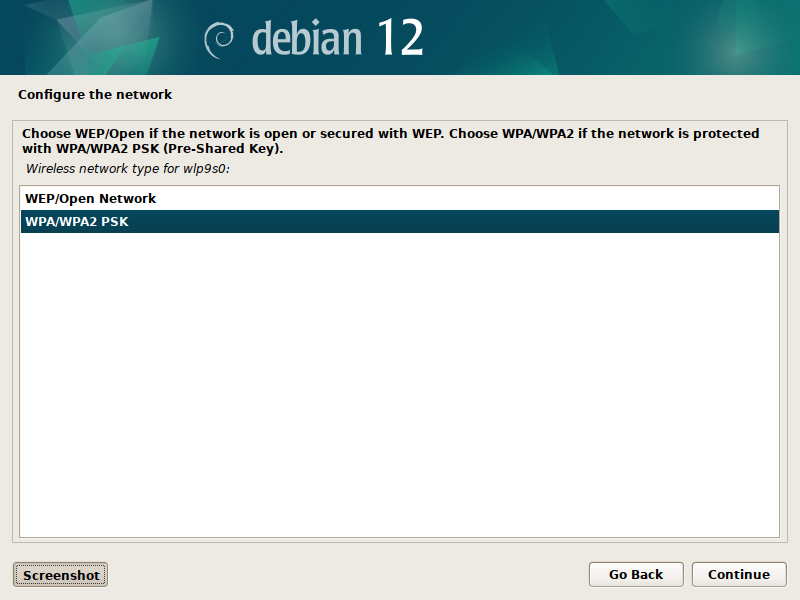 debian 12
Configure the network
Choose WEP/Open if the network is open or secured with WEP. Choose WPA/WPA2 if the network is protected
with WPA/WPA2 PSK (Pre-Shared Key).
Wireless network type for wlp9s0:
WEP/Open Network
WPA/WPA2 PSK
Screenshot
Go Back
Continue